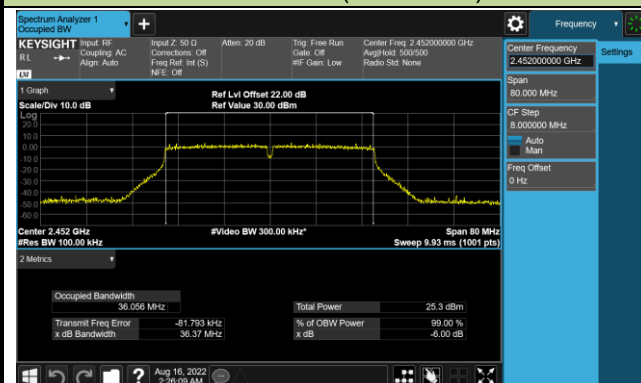 Spectrum Analyzer 1
Occupied BW
+
Frequency
KEYSIGHT
RL
LXI
Input: RF
Coupling: AC
Align: Auto
Input Z: 50 Ω
Corrections: Off
Freq Ref: Int (S)
NFE: Off
Atten: 20 dB
Trig: Free Run
Gate: Off
#IF Gain: Low
Center Freq: 2.452000000 GHz
Avg|Hold: 500/500
Radio Std: None
Center Frequency
2.452000000 GHz
Settings
Span
80.000 MHz
CF Step
8.000000 MHz
Auto
Man
Freq Offset
0 Hz
1 Graph
Scale/Div 10.0 dB
Ref Lvl Offset 22.00 dB
Ref Value 30.00 dBm
Log
20.0
10.0
0.00
-10.0
-20.0
-30.0
-40.0
-50.0
-60.0
Center 2.452 GHz
#Video BW 300.00 kHz*
Span 80 MHz
#Res BW 100.00 kHz
Sweep 9.93 ms (1001 pts)
2 Metrics
Occupied Bandwidth
36.056 MHz
Total Power 25.3 dBm
Transmit Freq Error -81.793 kHz
% of OBW Power 99.00 %
x dB Bandwidth 36.37 MHz
x dB -6.00 dB
?
Aug 16, 2022
2:26:09 AM